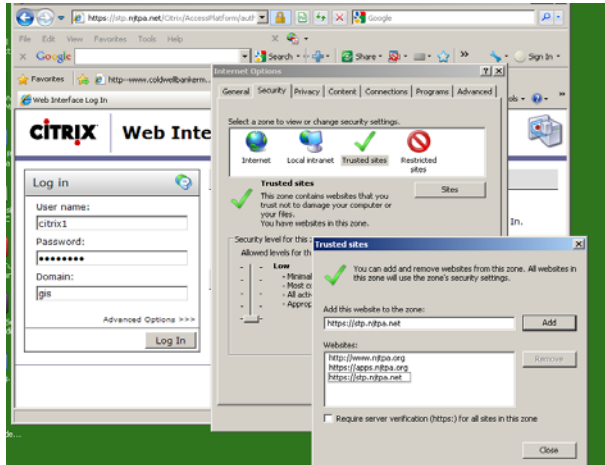 https://stp.njtpa.net/Citrix/AccessPlatform/auth
Google
File Edit View Favorites Tools Help
x Google
Search
Share
»
Sign In
Favorites
http--www.coldwellbankerm...
Web Interface Log In
CITRIX Web Inte
Log in
User name:
citrix1
Password:
••••••••
Domain:
gis
Advanced Options >>>
Log In
In.
Internet Options
General Security Privacy Content Connections Programs Advanced
Select a zone to view or change security settings.
Internet Local intranet Trusted sites Restricted
sites
Trusted sites
This zone contains websites that you
trust not to damage your computer or
your files.
You have websites in this zone.
Sites
Security level for this
Allowed levels for th
Low
- Minimal
- Most co
- All activ
- Approp
Trusted sites
You can add and remove websites from this zone. All websites in
this zone will use the zone's security settings.
Add this website to the zone:
https://stp.njtpa.net
Add
Websites:
http://www.njtpa.org
https://apps.njtpa.org
https://stp.njtpa.net
Remove
Require server verification (https:) for all sites in this zone
Close